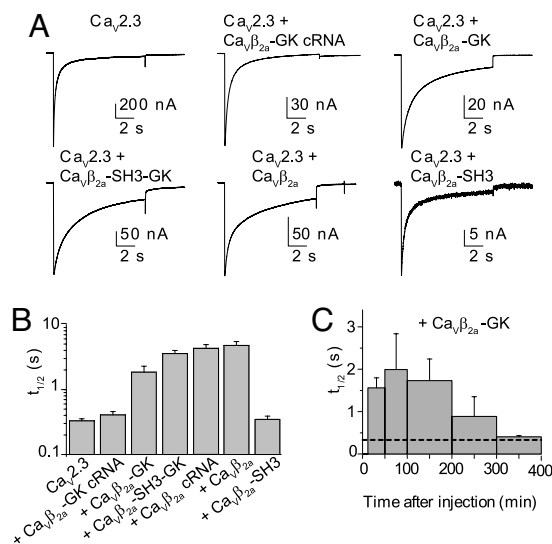 A
Caᵥ2.3
Caᵥ2.3 +
Caᵥβ₂ₐ-GK cRNA
Caᵥ2.3 +
Caᵥβ₂ₐ-GK
200 nA
2 s
30 nA
2 s
20 nA
2 s
Caᵥ2.3 +
Caᵥβ₂ₐ-SH3-GK
Caᵥ2.3 +
Caᵥβ₂ₐ
Caᵥ2.3 +
Caᵥβ₂ₐ-SH3
50 nA
2 s
50 nA
2 s
5 nA
2 s
B
t₁/₂ (s)
10
1
0.1
Caᵥ2.3
+ Caᵥβ₂ₐ-GK cRNA
+ Caᵥβ₂ₐ-GK
+ Caᵥβ₂ₐ-SH3-GK
+ Caᵥβ₂ₐ cRNA
+ Caᵥβ₂ₐ
+ Caᵥβ₂ₐ-SH3
C
+ Caᵥβ₂ₐ-GK
t₁/₂ (s)
3
2
1
0
0 100 200 300 400
Time after injection (min)